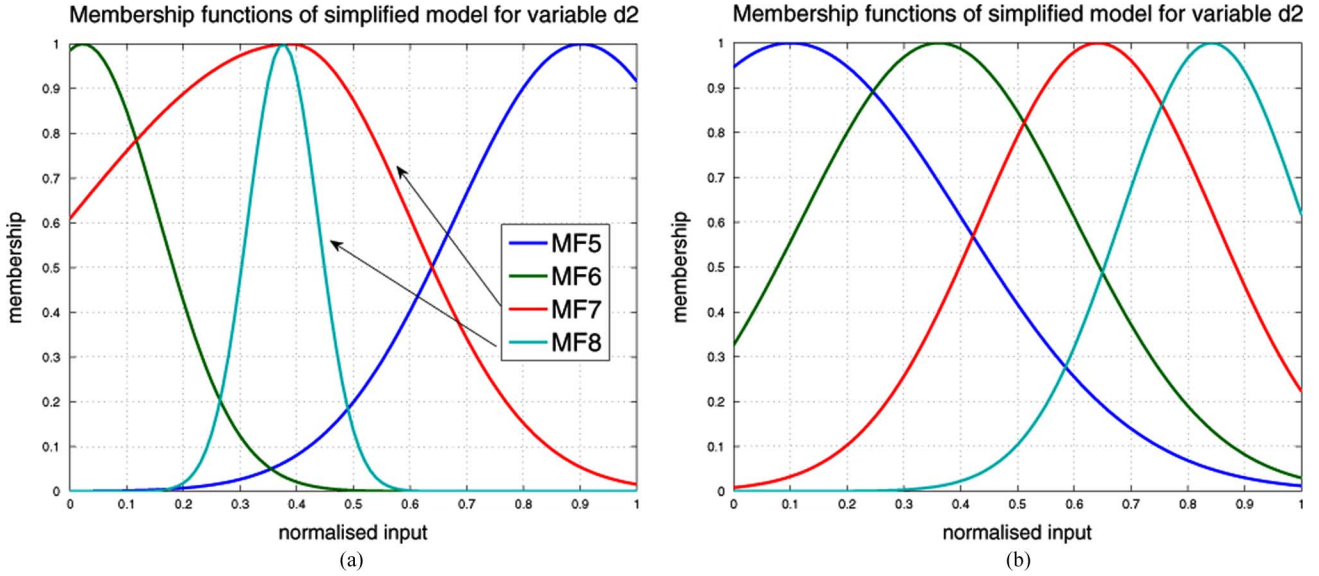 Membership functions of simplified model for variable d2
1
0.9
0.8
0.7
0.6
0.5
0.4
0.3
0.2
0.1
0
membership
0 0.1 0.2 0.3 0.4 0.5 0.6 0.7 0.8 0.9 1
normalised input
MF5
MF6
MF7
MF8
(a)
Membership functions of simplified model for variable d2
1
0.9
0.8
0.7
0.6
0.5
0.4
0.3
0.2
0.1
0
membership
0 0.1 0.2 0.3 0.4 0.5 0.6 0.7 0.8 0.9 1
normalised input
(b)